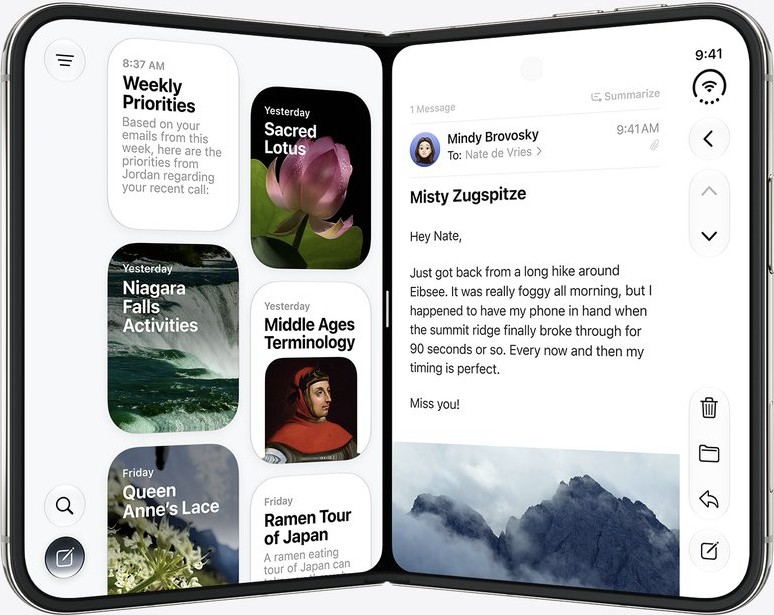 8:37 AM
Weekly
Priorities
Based on your
emails from this
week, here are the
priorities from
Jordan regarding
your recent call:
Yesterday
Sacred
Lotus
Yesterday
Niagara
Falls
Activities
Yesterday
Middle Ages
Terminology
Friday
Queen
Anne's Lace
Friday
Ramen Tour
of Japan
A ramen eating
tour of Japan can
9:41
1 Message
Summarize
Mindy Brovosky
9:41 AM
To: Nate de Vries
Misty Zugspitze
Hey Nate,
Just got back from a long hike around
Eibsee. It was really foggy all morning, but I
happened to have my phone in hand when
the summit ridge finally broke through for
90 seconds or so. Every now and then my
timing is perfect.
Miss you!